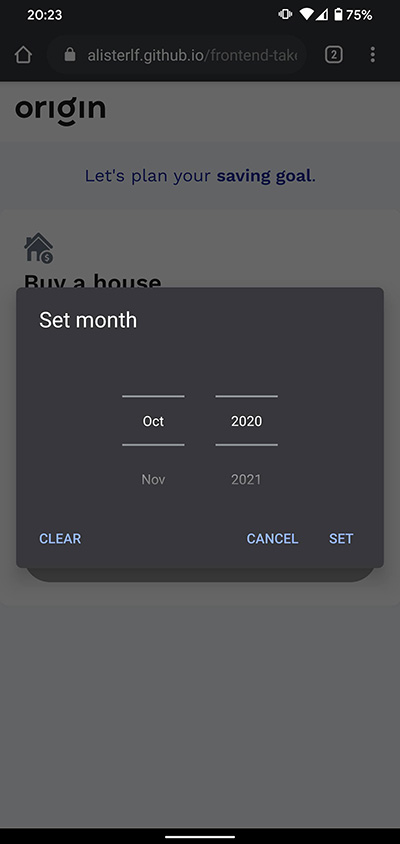 20:23 75%
alisterlf.github.io/frontend-take 2
origin
Let's plan your saving goal.
Buy a house
Set month
Oct 2020
Nov 2021
CLEAR CANCEL SET